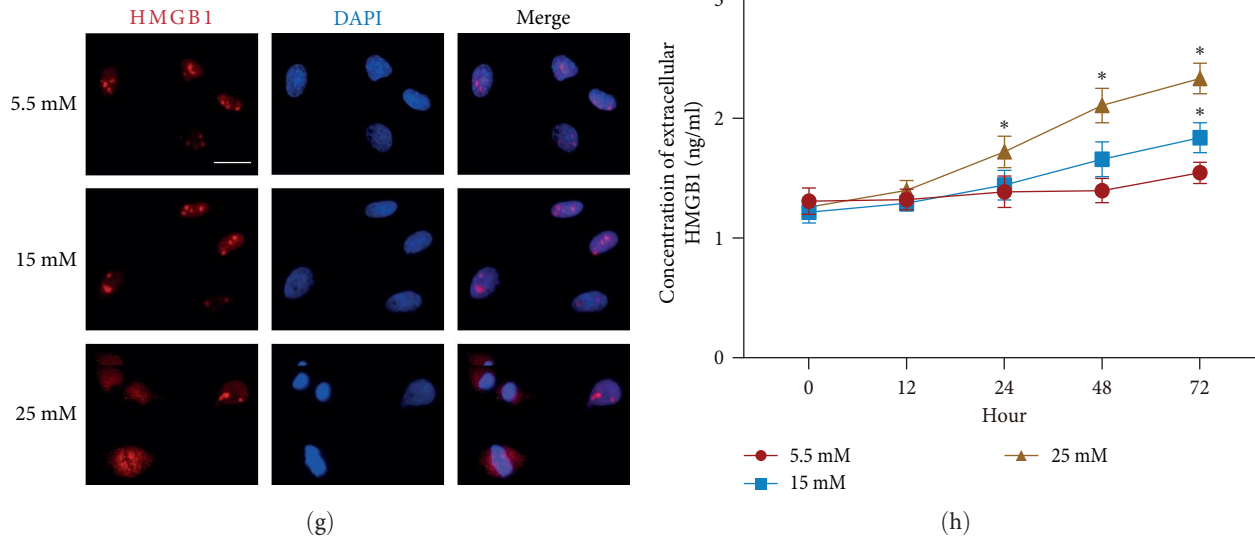 HMGB1 DAPI Merge
5.5 mM
15 mM
25 mM
(g)
Concentratioin of extracellular
HMGB1 (ng/ml)
3
2
1
0
* * * *
0 12 24 48 72
Hour
5.5 mM 25 mM
15 mM
(h)